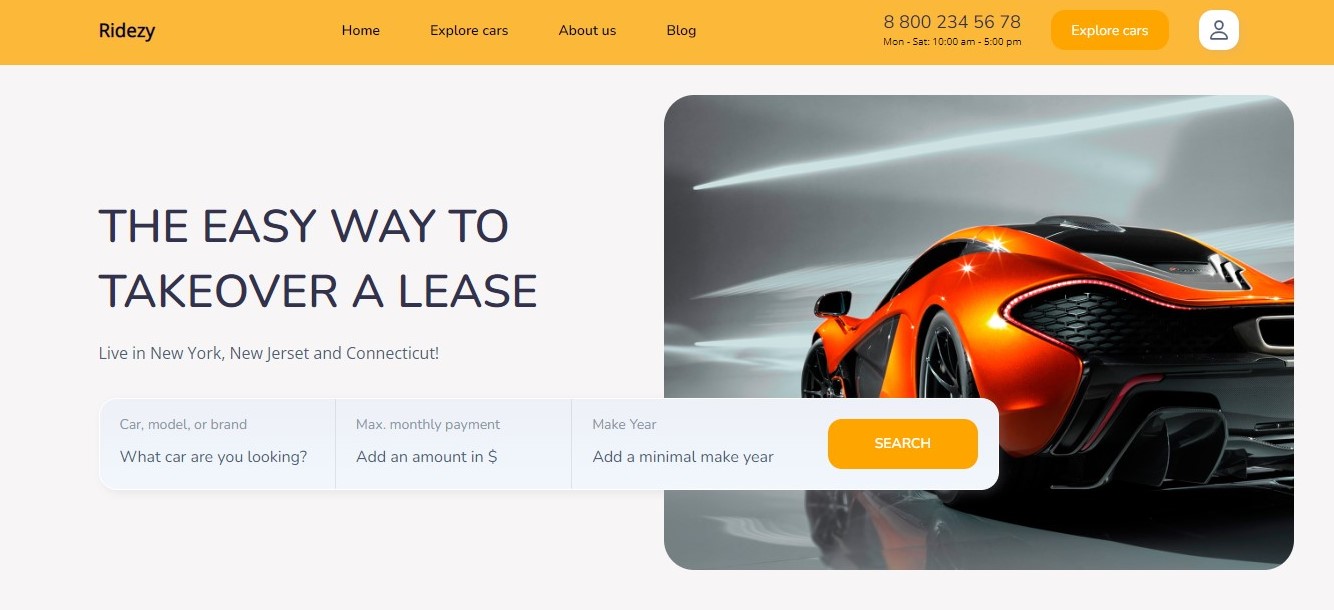 Ridezy
Home
Explore cars
About us
Blog
8 800 234 56 78
Mon - Sat: 10:00 am - 5:00 pm
Explore cars
THE EASY WAY TO
TAKEOVER A LEASE
Live in New York, New Jerset and Connecticut!
Car, model, or brand
What car are you looking?
Max. monthly payment
Add an amount in $
Make Year
Add a minimal make year
SEARCH